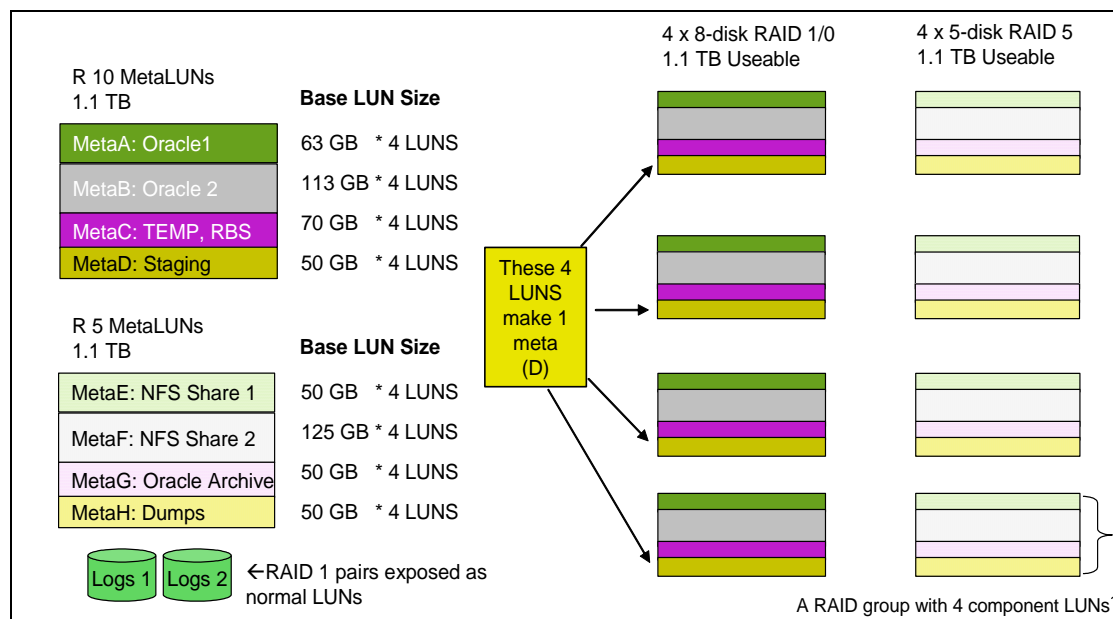 4 x 8-disk RAID 1/0
1.1 TB Useable
4 x 5-disk RAID 5
1.1 TB Useable
R 10 MetaLUNs
1.1 TB
Base LUN Size
MetaA: Oracle1
63 GB * 4 LUNS
MetaB: Oracle 2
113 GB * 4 LUNS
MetaC: TEMP, RBS
70 GB * 4 LUNS
MetaD: Staging
50 GB * 4 LUNS
These 4
LUNS
make 1
meta
(D)
R 5 MetaLUNs
1.1 TB
Base LUN Size
MetaE: NFS Share 1
50 GB * 4 LUNS
MetaF: NFS Share 2
125 GB * 4 LUNS
MetaG: Oracle Archive
50 GB * 4 LUNS
MetaH: Dumps
50 GB * 4 LUNS
Logs 1
Logs 2
←RAID 1 pairs exposed as
normal LUNs
A RAID group with 4 component LUNs